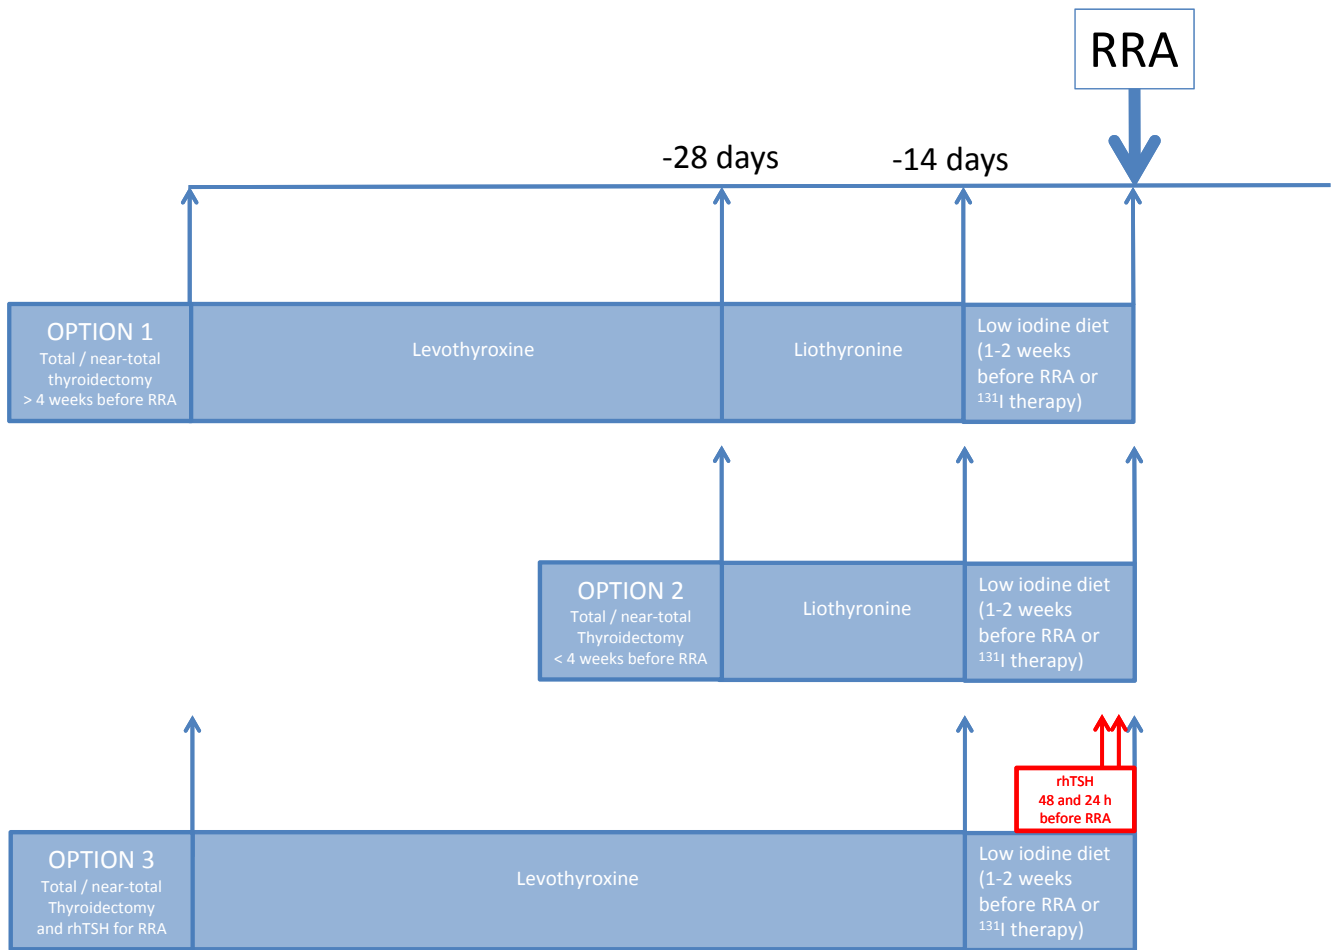 RRA
-28 days
-14 days
OPTION 1
Total / near-total
thyroidectomy
> 4 weeks before RRA
Levothyroxine
Liothyronine
Low iodine diet
(1-2 weeks
before RRA or
¹³¹I therapy)
OPTION 2
Total / near-total
Thyroidectomy
< 4 weeks before RRA
Liothyronine
Low iodine diet
(1-2 weeks
before RRA or
¹³¹I therapy)
rhTSH
48 and 24 h
before RRA
OPTION 3
Total / near-total
Thyroidectomy
and rhTSH for RRA
Levothyroxine
Low iodine diet
(1-2 weeks
before RRA or
¹³¹I therapy)